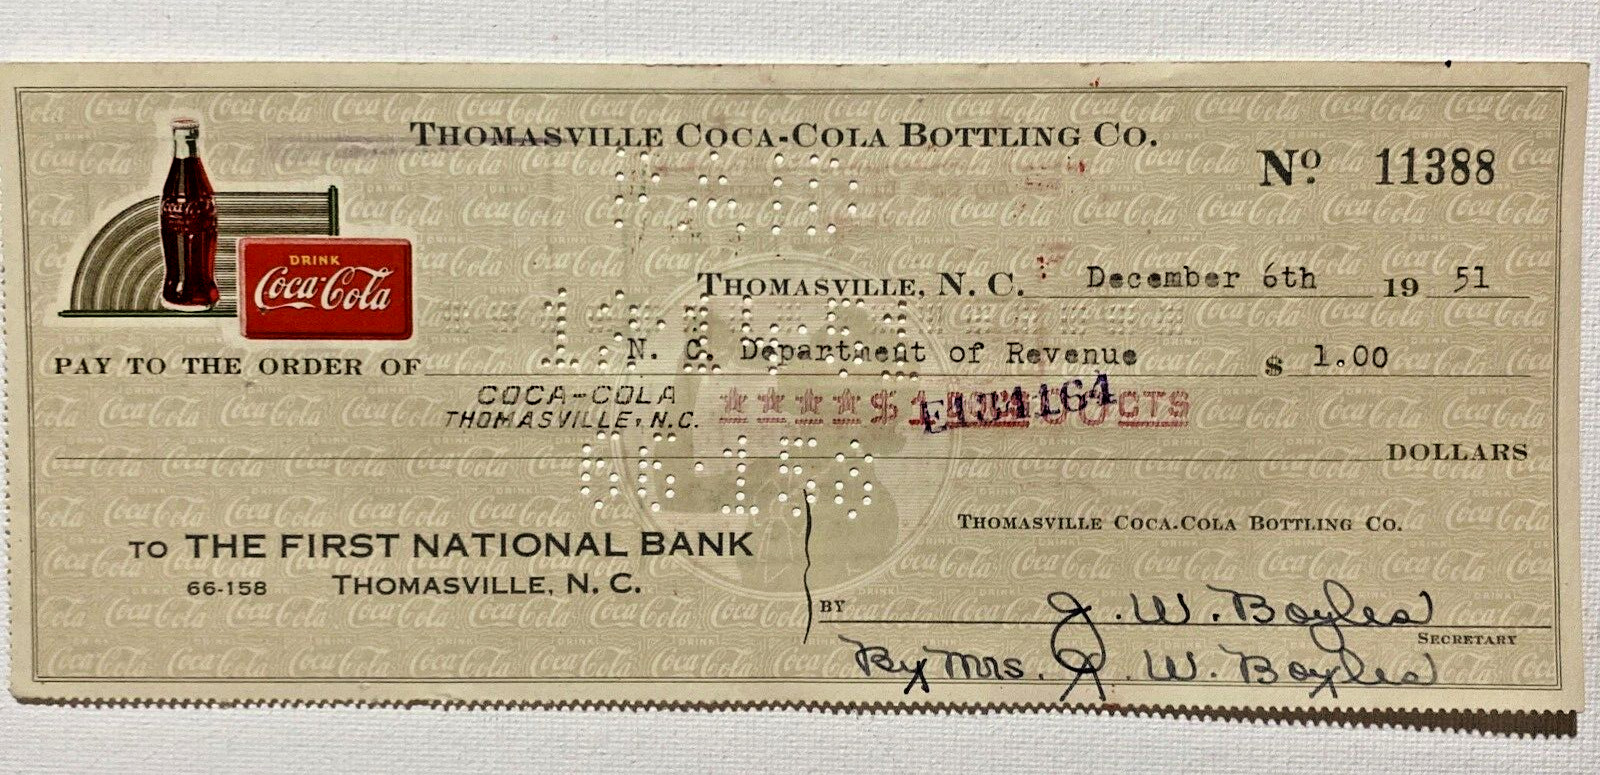 THOMASVILLE COCA-COLA BOTTLING CO.
No. 11388
DRINK
Coca-Cola
THOMASVILLE, N. C. December 6th 19 51
PAY TO THE ORDER OF N. C. Department of Revenue $ 1.00
COCA-COLA
THOMASVILLE, N.C.
DOLLARS
66-158
THOMASVILLE COCA.COLA BOTTLING CO.
TO THE FIRST NATIONAL BANK
66-158 THOMASVILLE, N. C.
BY J. W. Boyles
SECRETARY
By Mrs. J. W. Boyles